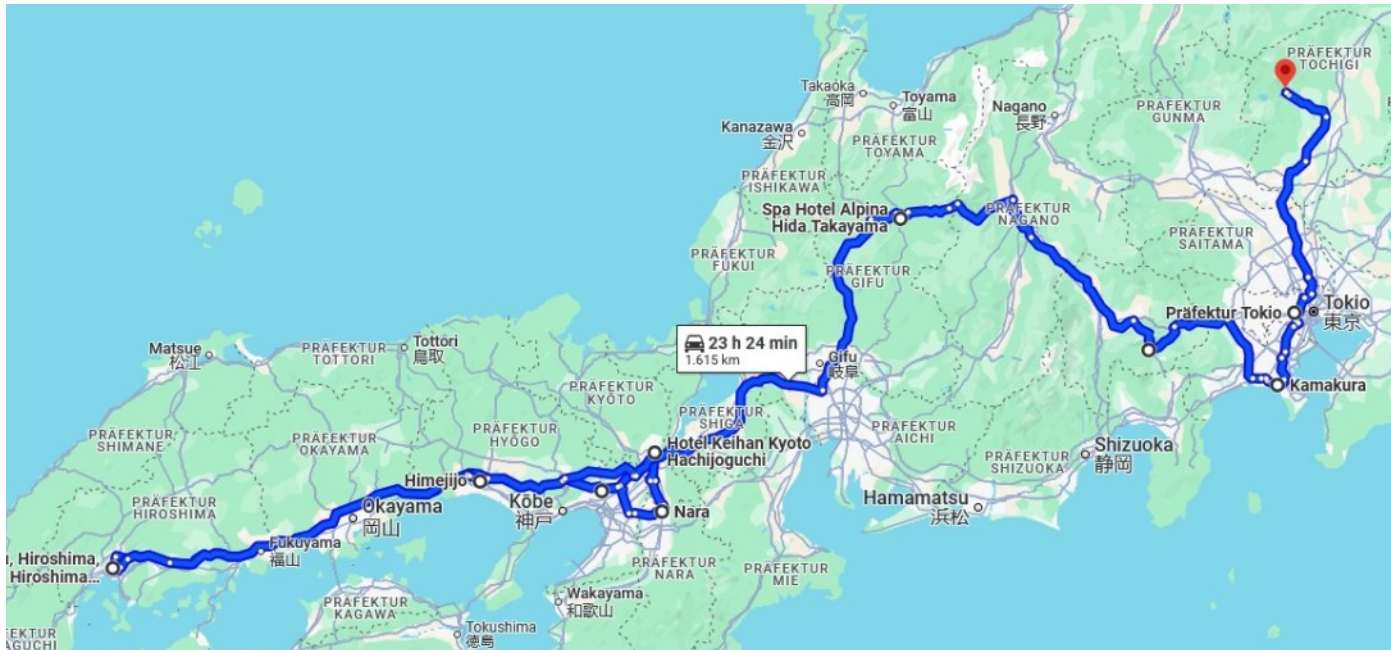 PRÄFEKTUR
TOCHIGI
Takaoka
高岡
Toyama
富山
Nagano
長野
PRÄFEKTUR
GUNMA
Kanazawa
金沢
PRÄFEKTUR
TOYAMA
PRÄFEKTUR
ISHIKAWA
Spa Hotel Alpina
Hida Takayama
PRÄFEKTUR
NAGANO
PRÄFEKTUR
SAITAMA
PRÄFEKTUR
FUKUI
PRÄFEKTUR
GIFU
Präfektur Tokio
Tokio
東京
Matsue
松江
PRÄFEKTUR
TOTTORI
Tottori
鳥取
23 h 24 min
1.615 km
Gifu
岐阜
Kamakura
PRÄFEKTUR
KYŌTO
PRÄFEKTUR
SHIGA
PRÄFEKTUR
AICHI
PRÄFEKTUR
SHIMANE
PRÄFEKTUR
OKAYAMA
PRÄFEKTUR
HYŌGO
Hotel Keihan Kyoto
Hachijoguchi
PRÄFEKTUR
SHIZUOKA
Shizuoka
静岡
Himejijo
Hamamatsu
浜松
PRÄFEKTUR
HIROSHIMA
Okayama
岡山
Kōbe
神戸
Nara
Fukuyama
福山
, Hiroshima,
Hiroshima...
PRÄFEKTUR
NARA
PRÄFEKTUR
MIE
PRÄFEKTUR
KAGAWA
Wakayama
和歌山
Tokushima
徳島
EKTUR
AGUCHI